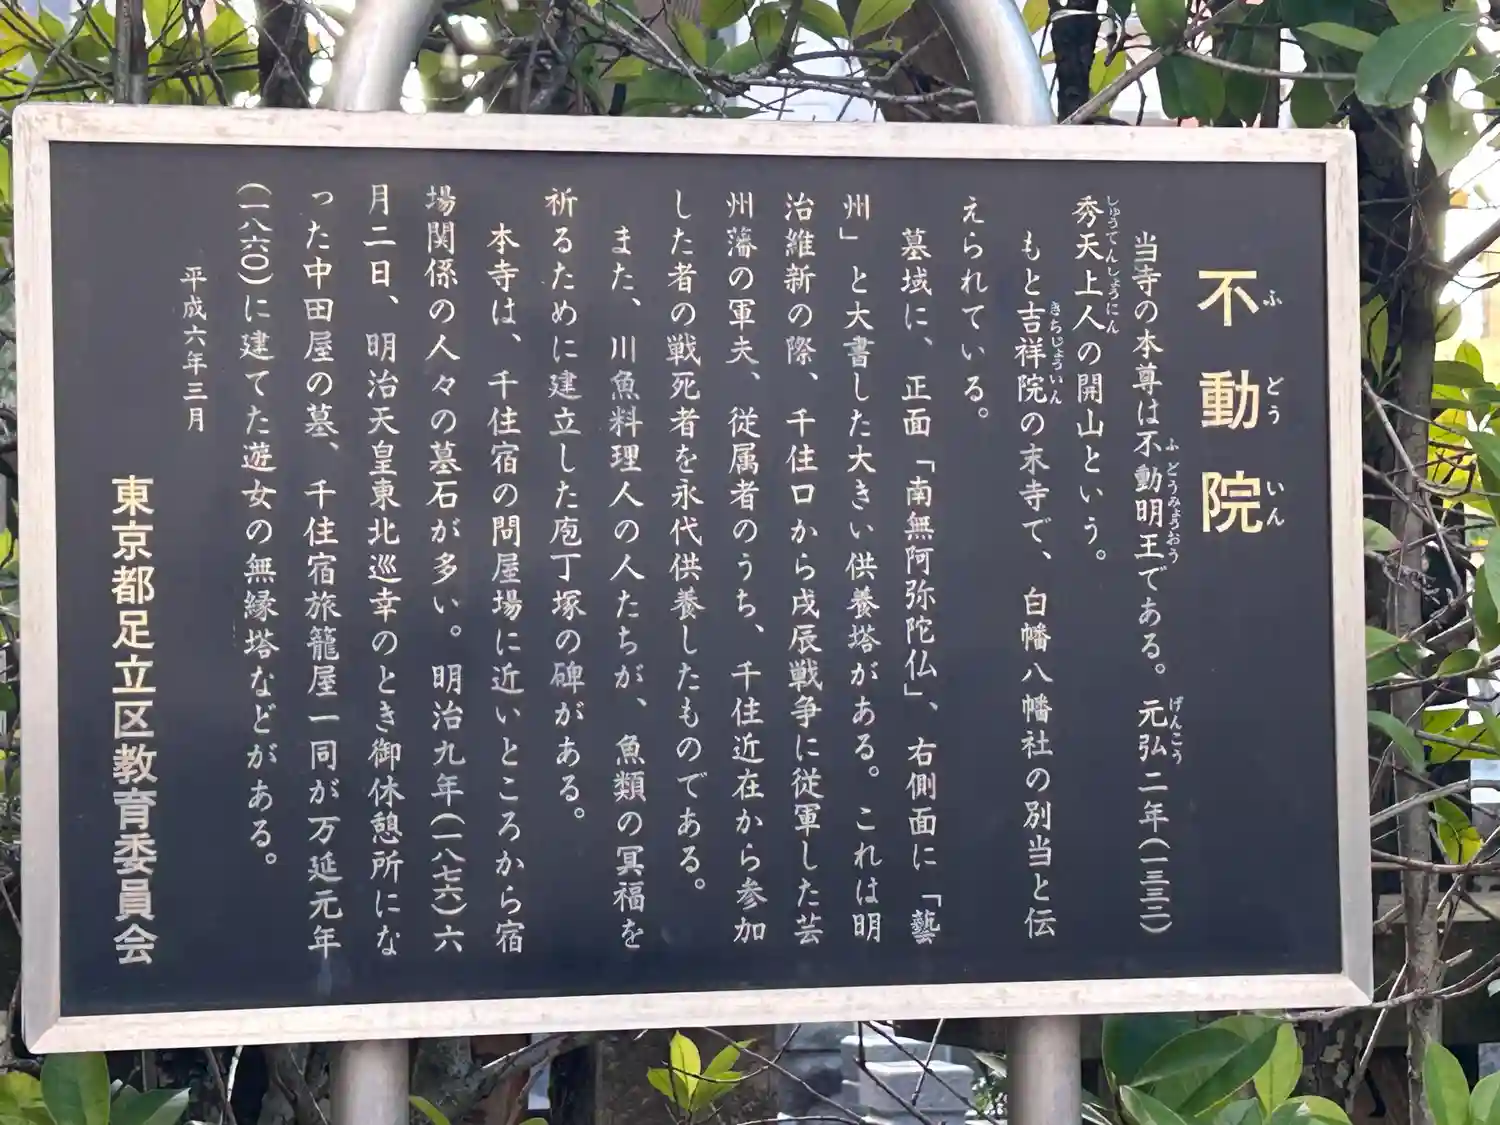 不動院
当寺の本尊は不動明王である。元弘二年(一三三二)
秀天上人の開山という。
もと吉祥院の末寺で、白幡八幡社の別当と伝
えられている。
墓域に、正面「南無阿弥陀仏」、右側面に「藝
州」と大書した大きい供養塔がある。これは明
治維新の際、千住口から戊辰戦争に従軍した芸
州藩の軍夫、従属者のうち、千住近在から参加
した者の戦死者を永代供養したものである。
また、川魚料理人の人たちが、魚類の冥福を
祈るために建立した庖丁塚の碑がある。
本寺は、千住宿の問屋場に近いところから宿
場関係の人々の墓石が多い。明治九年(一八七六)六
月二日、明治天皇東北巡幸のとき御休憩所にな
った中田屋の墓、千住宿旅籠屋一同が万延元年
(一八六〇)に建てた遊女の無縁塔などがある。
平成六年三月
東京都足立区教育委員会